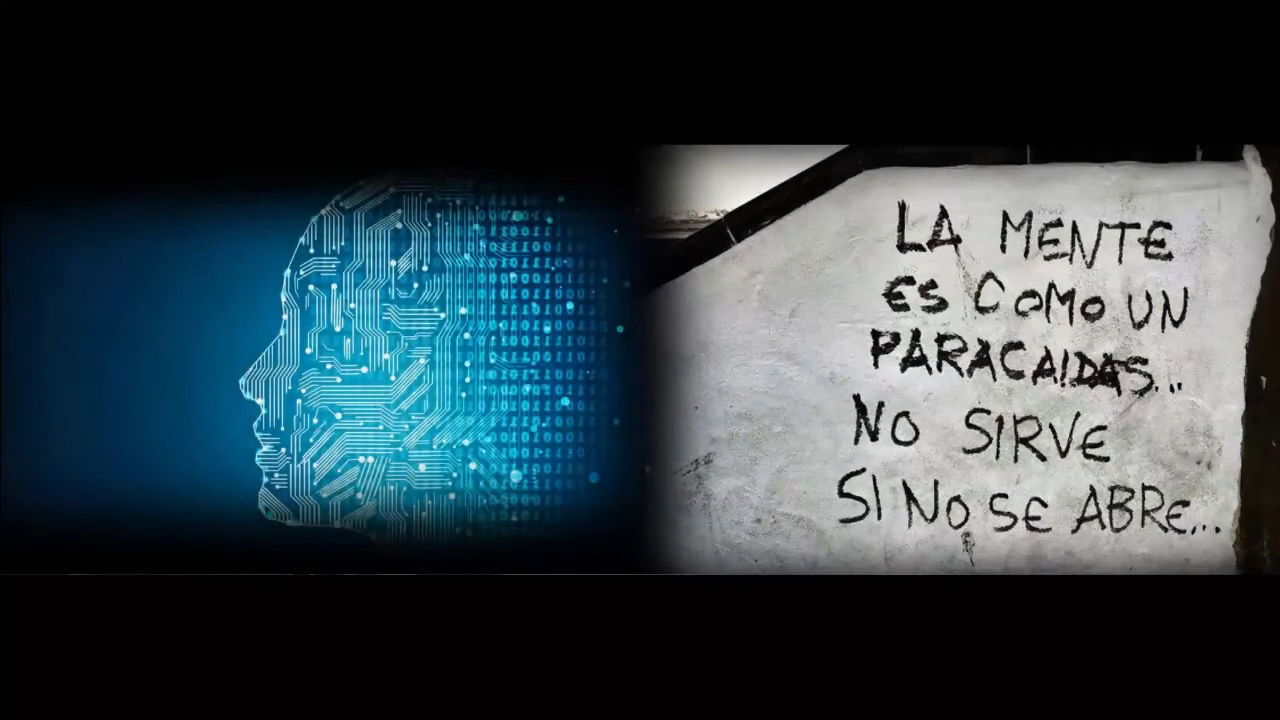 LA MENTE
ES COMO UN
PARACAIDAS...
NO SIRVE
SI NO SE ABRE...